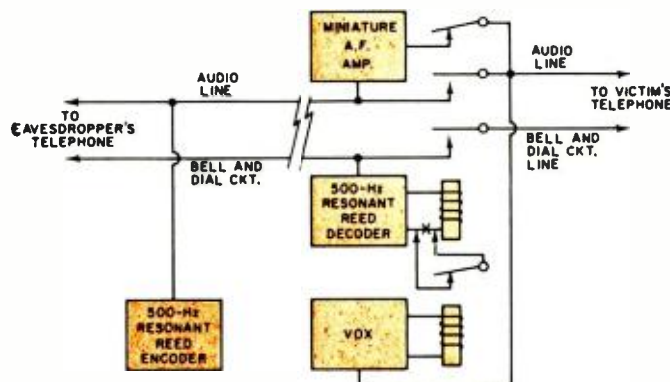 MINIATURE
A.F.
AMP.
AUDIO
LINE
AUDIO
LINE
TO
EAVESDROPPER'S
TELEPHONE
TO VICTIM'S
TELEPHONE
BELL AND
DIAL CKT.
BELL AND
DIAL CKT.
LINE
500-Hz
RESONANT
REED
DECODER
500-Hz
RESONANT
REED
ENCODER
VOX